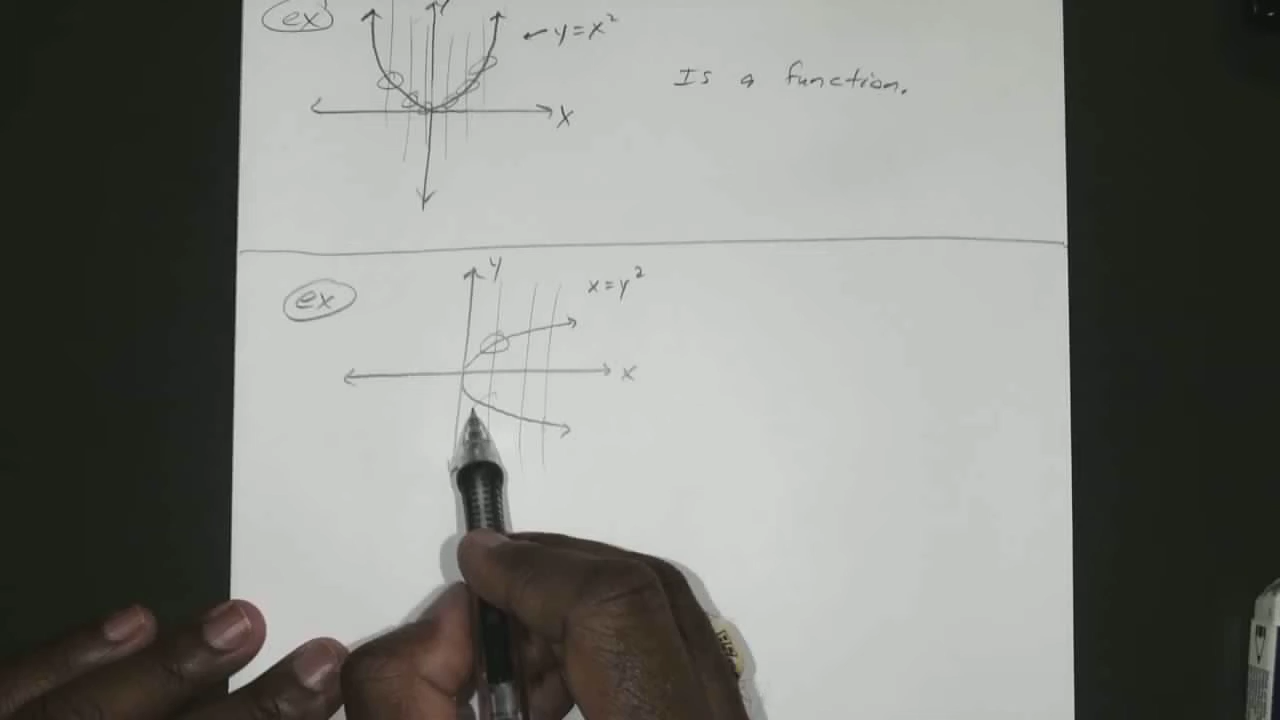 ex
y
y = x²
x
Is a function.
ex
y
x = y²
x